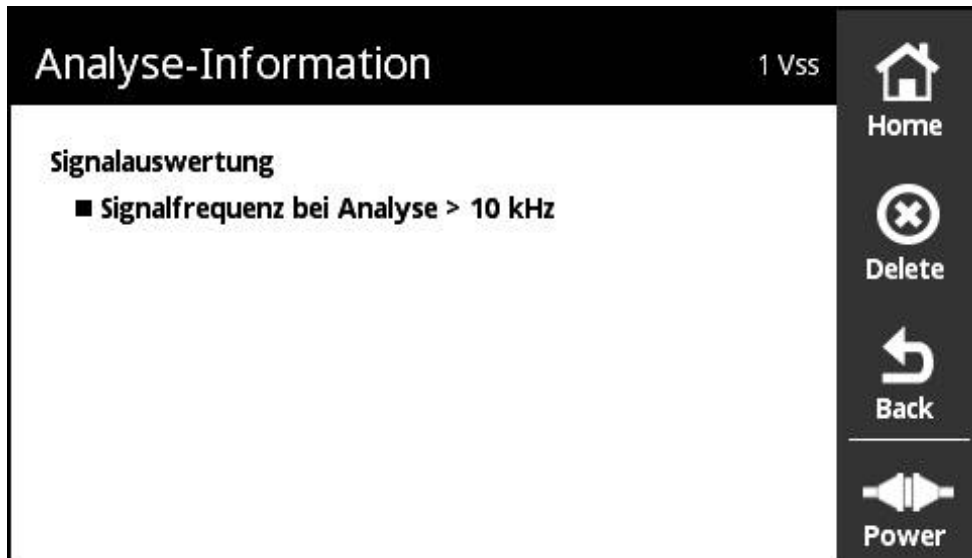 Analyse-Information
1 Vss
Signalauswertung
■ Signalfrequenz bei Analyse > 10 kHz
Home
Delete
Back
Power